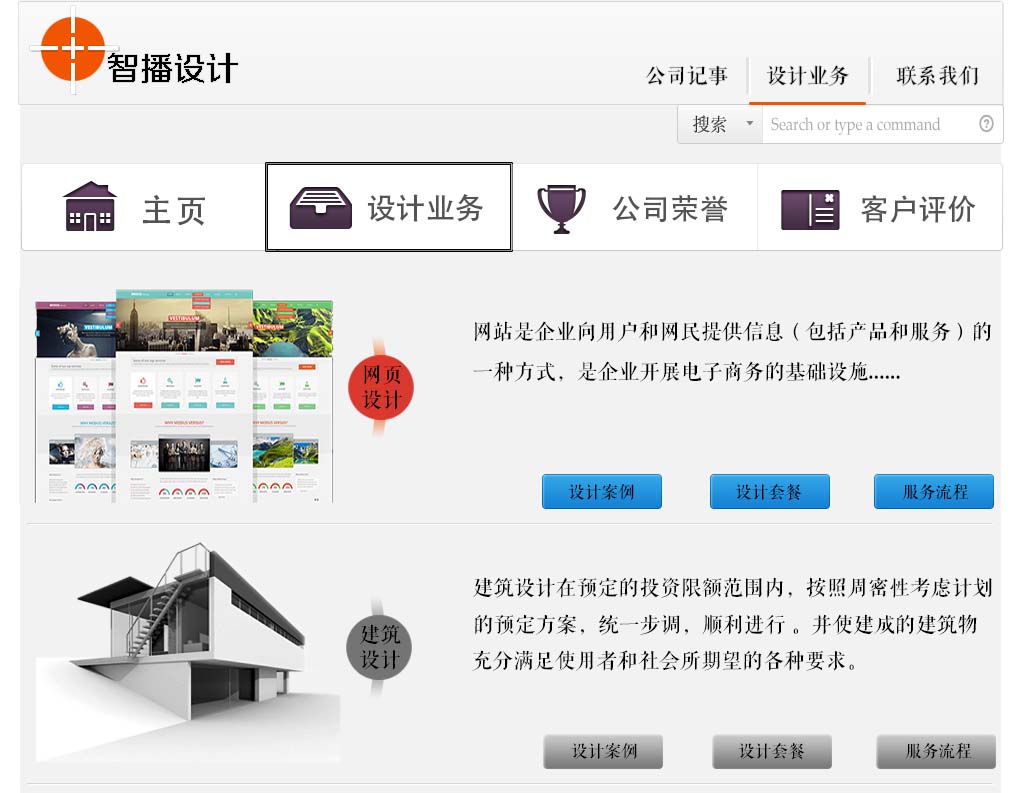 智播设计
公司记事 设计业务 联系我们
搜索 Search or type a command ?
主页 设计业务 公司荣誉 客户评价
VESTIBULUM VESTIBULUM VESTIBULUM
网页
设计
网站是企业向用户和网民提供信息（包括产品和服务）的
一种方式，是企业开展电子商务的基础设施......
设计案例 设计套餐 服务流程
建筑
设计
建筑设计在预定的投资限额范围内，按照周密性考虑计划
的预定方案，统一步调，顺利进行 。并使建成的建筑物
充分满足使用者和社会所期望的各种要求。
设计案例 设计套餐 服务流程